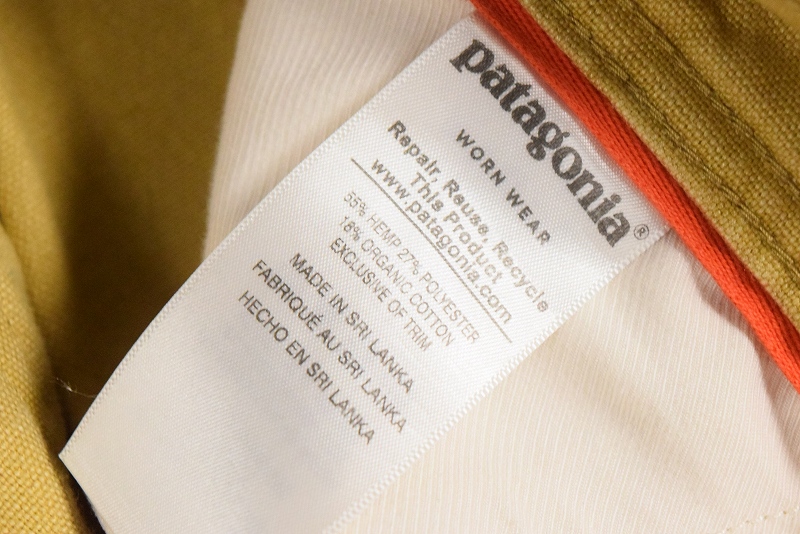 patagonia®
WORN WEAR
Repair, Reuse, Recycle
This Product
www.patagonia.com
55% HEMP 27% POLYESTER
18% ORGANIC COTTON
EXCLUSIVE OF TRIM
MADE IN SRI LANKA
FABRIQUÉ AU SRI LANKA
HECHO EN SRI LANKA